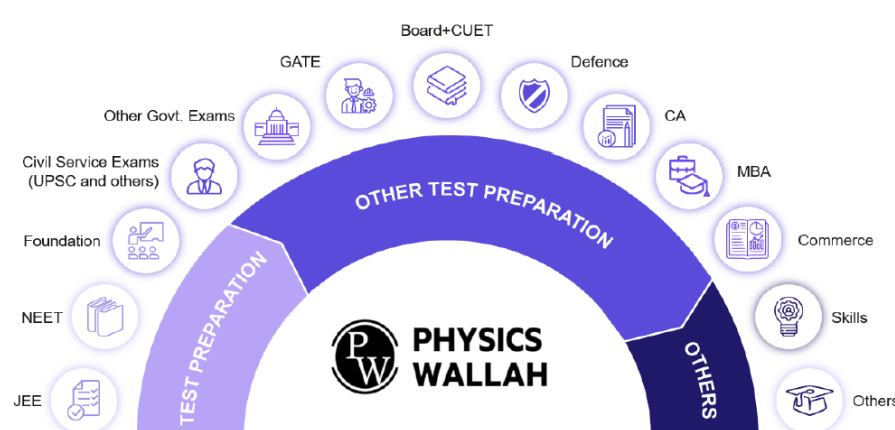 Board+CUET
GATE
Defence
Other Govt. Exams
CA
Civil Service Exams
(UPSC and others)
MBA
Foundation
Commerce
NEET
Skills
JEE
Others
TEST PREPARATION
OTHER TEST PREPARATION
OTHERS
PW
PHYSICS
WALLAH